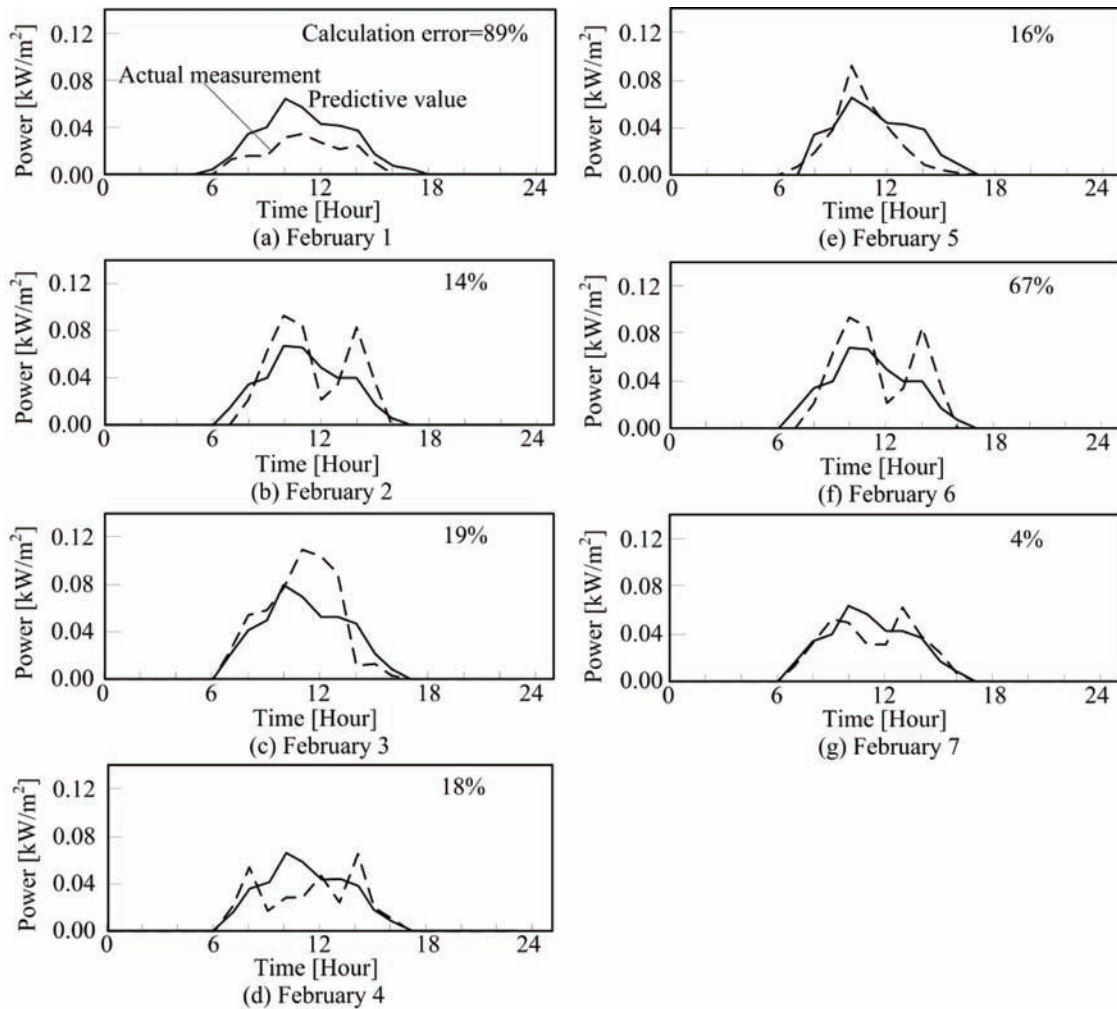 0.12
0.08
0.04
0.00
Power [kW/m²]
Calculation error=89%
Actual measurement
Predictive value
0 6 12 18 24
Time [Hour]
(a) February 1
0.12
0.08
0.04
0.00
Power [kW/m²]
14%
0 6 12 18 24
Time [Hour]
(b) February 2
0.12
0.08
0.04
0.00
Power [kW/m²]
19%
0 6 12 18 24
Time [Hour]
(c) February 3
0.12
0.08
0.04
0.00
Power [kW/m²]
18%
0 6 12 18 24
Time [Hour]
(d) February 4
0.12
0.08
0.04
0.00
Power [kW/m²]
16%
0 6 12 18 24
Time [Hour]
(e) February 5
0.12
0.08
0.04
0.00
Power [kW/m²]
67%
0 6 12 18 24
Time [Hour]
(f) February 6
0.12
0.08
0.04
0.00
Power [kW/m²]
4%
0 6 12 18 24
Time [Hour]
(g) February 7